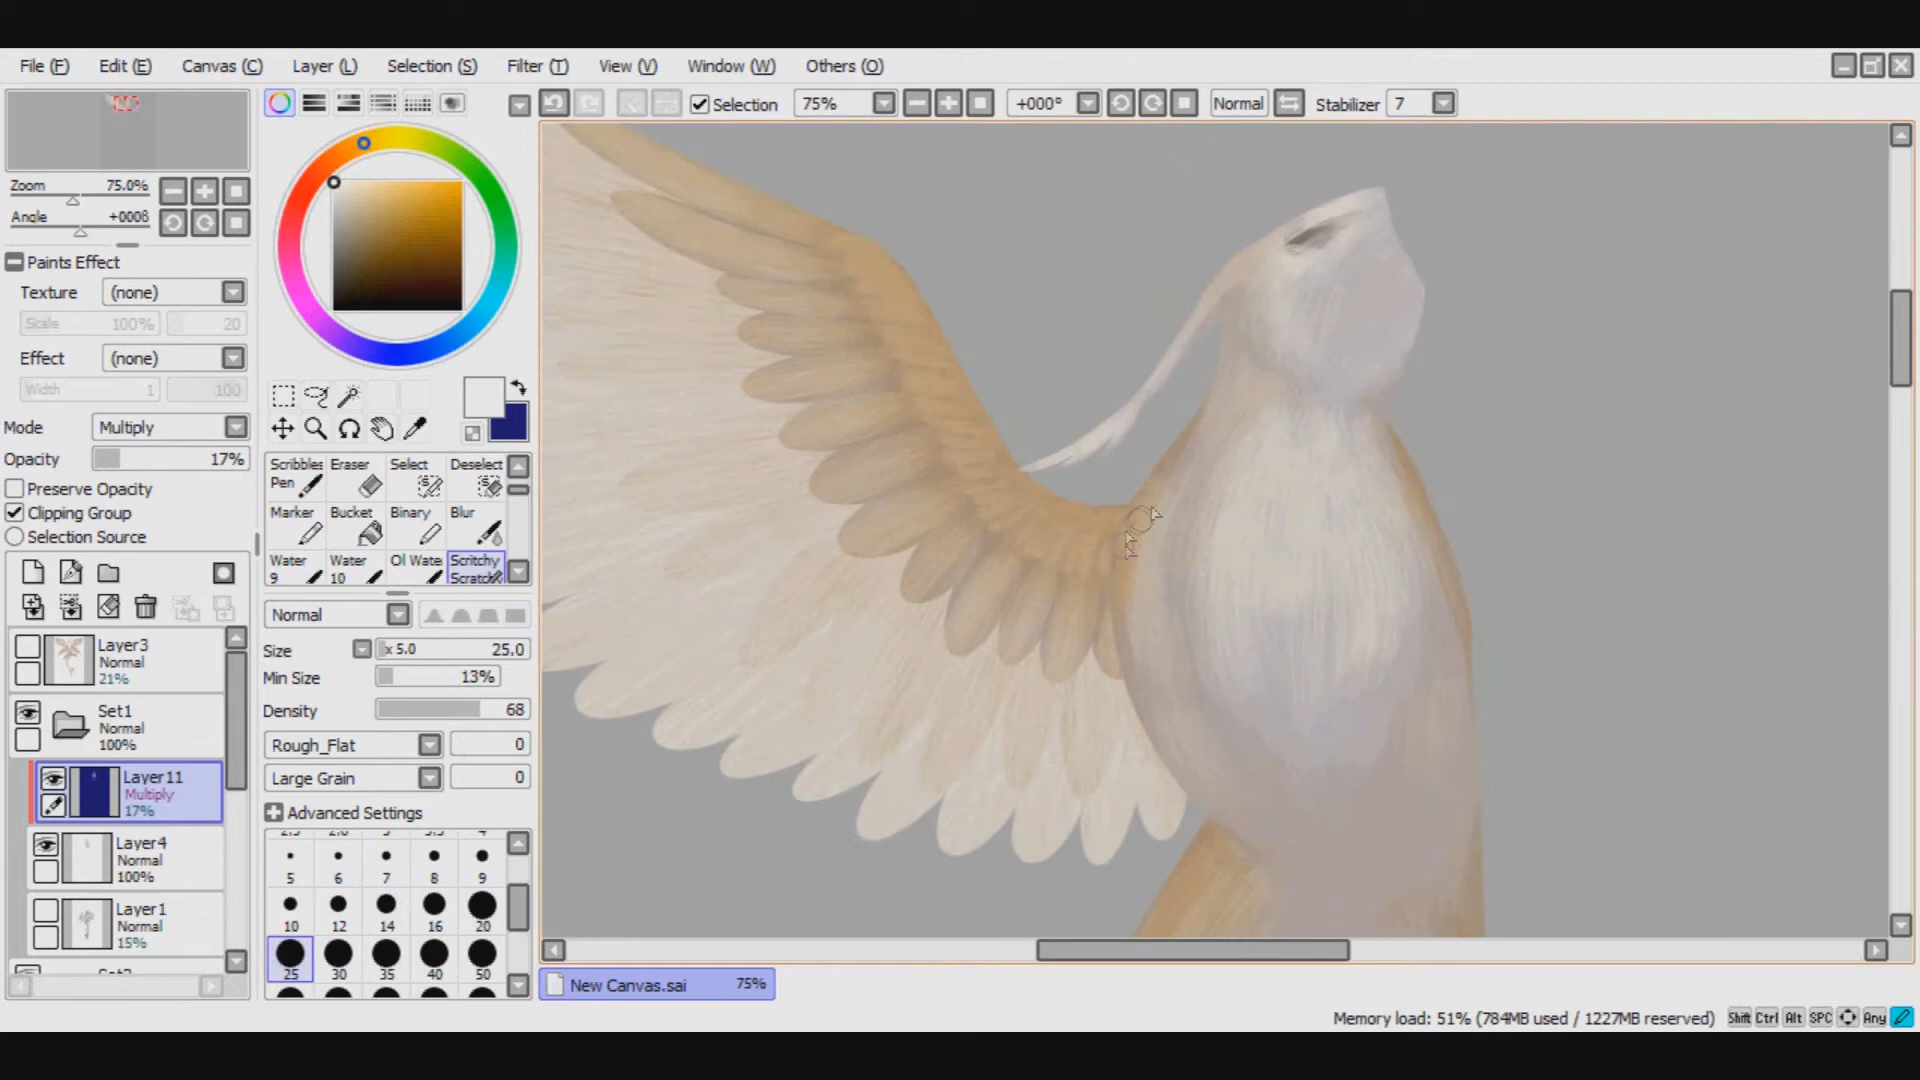 File (F) Edit (E) Canvas (C) Layer (L) Selection (S) Filter (T) View (V) Window (W) Others (O)
Selection 75% +000° Normal Stabilizer 7
Zoom 75.0%
Angle
Paints Effect
Texture (none)
Scale 100% 20
Effect (none)
Width 1 100
Mode Multiply
Opacity 17%
Preserve Opacity
Clipping Group
Selection Source
Layer3
Normal
21%
Set1
Normal
100%
Layer11
Multiply
17%
Layer4
Normal
100%
Layer1
Normal
15%
Scribbles Eraser Select Deselect
Pen
Marker Bucket Binary Blur
Water Water Ol Wate Scritchy
9 10 Scratch
Normal
Size x 5.0 25.0
Min Size 13%
Density 68
Rough_Flat 0
Large Grain 0
Advanced Settings
5 6 7 8 9
10 12 14 16 20
25 30 35 40 50
New Canvas.sai 75%
Memory load: 51% (784MB used / 1227MB reserved) Shift Ctrl Alt SPC Any